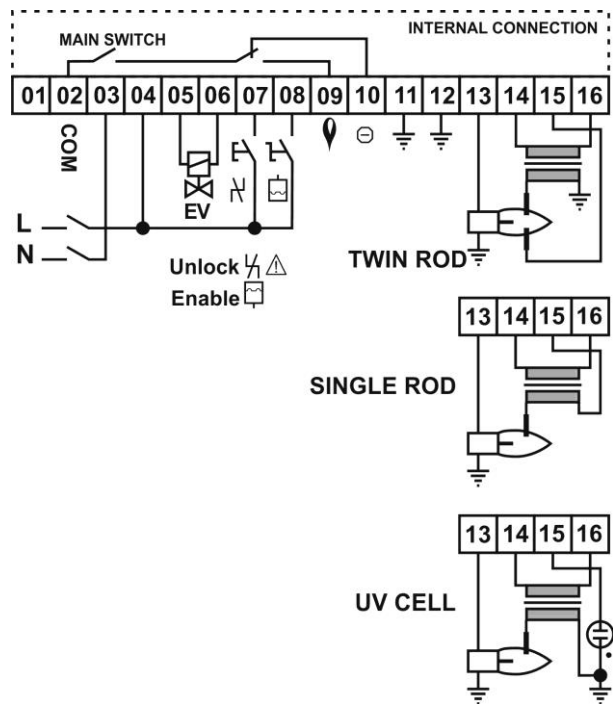 INTERNAL CONNECTION
MAIN SWITCH
01 02 03 04 05 06 07 08 09 10 11 12 13 14 15 16
COM
EV
L
N
Unlock
Enable
TWIN ROD
13 14 15 16
SINGLE ROD
13 14 15 16
UV CELL